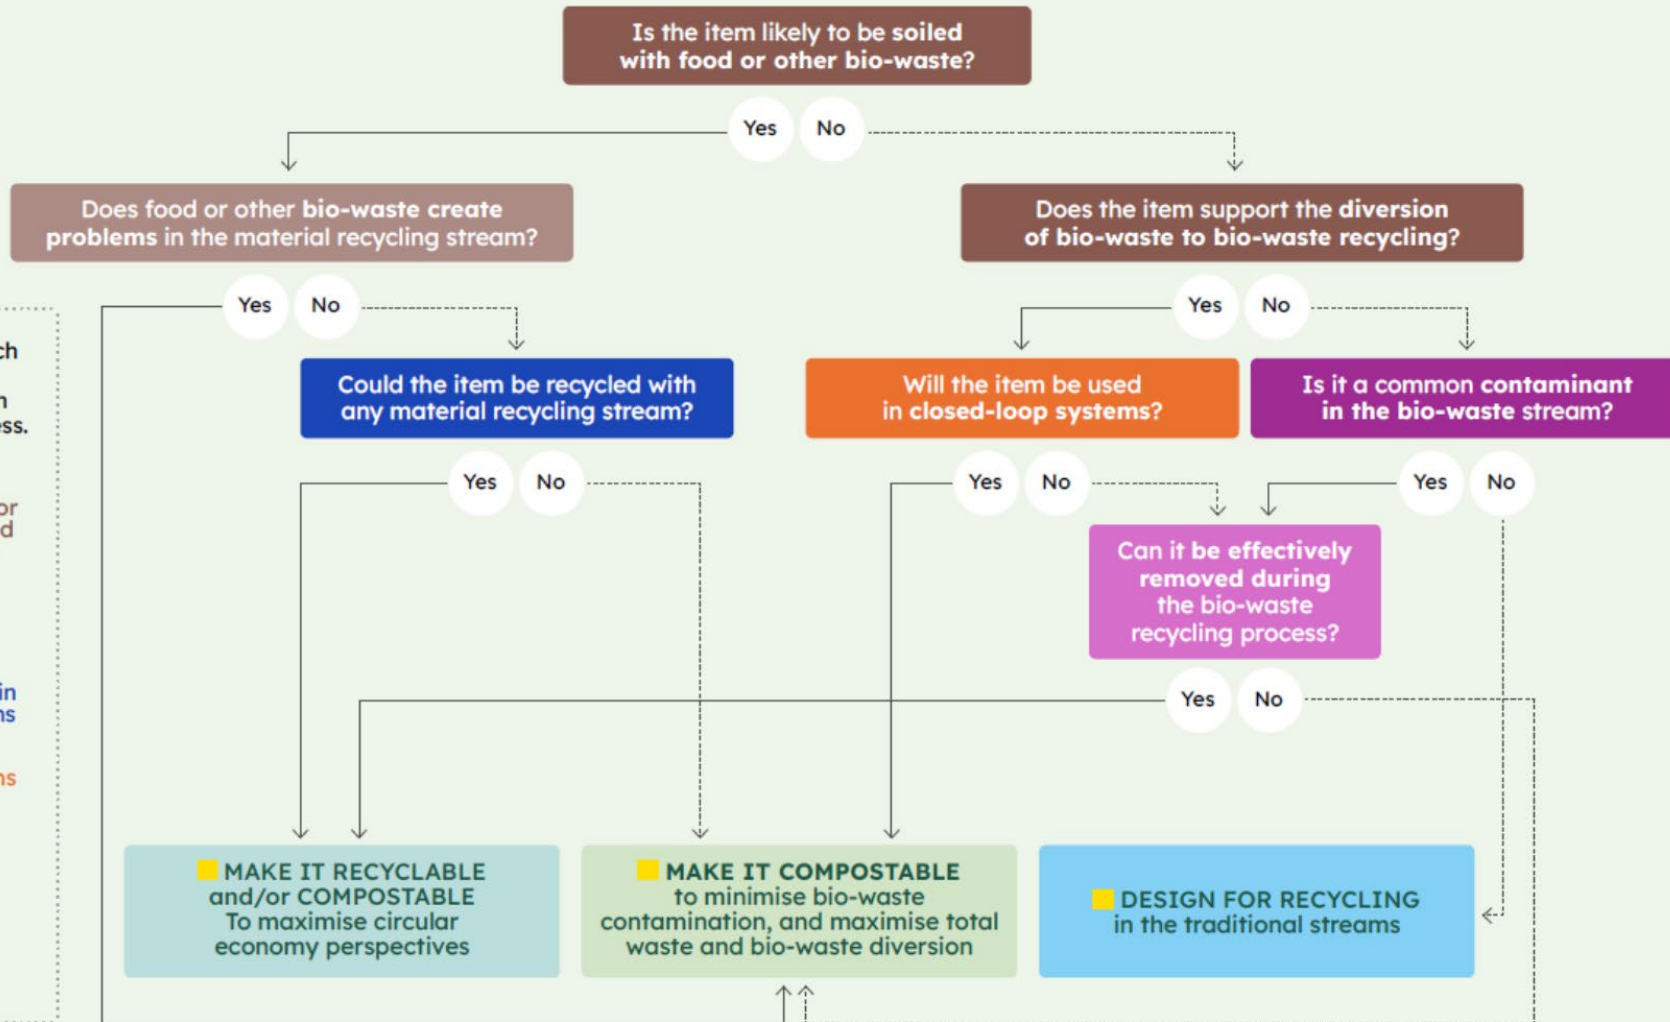 Is the item likely to be soiled
with food or other bio-waste?
Yes
No
Does food or other bio-waste create
problems in the material recycling stream?
Does the item support the diversion
of bio-waste to bio-waste recycling?
Yes
No
Yes
No
Could the item be recycled with
any material recycling stream?
Will the item be used
in closed-loop systems?
Is it a common contaminant
in the bio-waste stream?
Yes
No
Yes
No
Yes
No
Can it be effectively
removed during
the bio-waste
recycling process?
Yes
No
MAKE IT RECYCLABLE
and/or COMPOSTABLE
To maximise circular
economy perspectives
MAKE IT COMPOSTABLE
to minimise bio-waste
contamination, and maximise total
waste and bio-waste diversion
DESIGN FOR RECYCLING
in the traditional streams